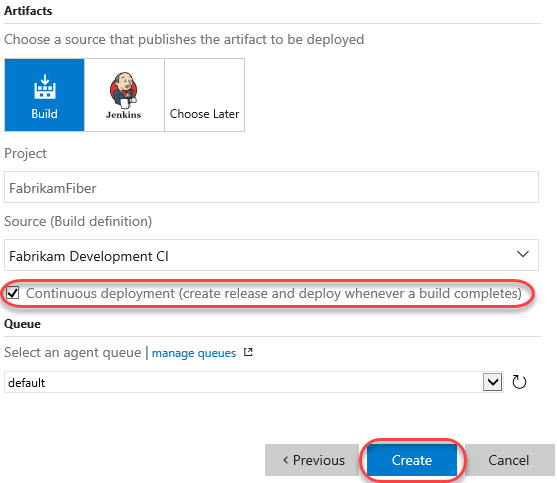 Artifacts
Choose a source that publishes the artifact to be deployed
Build
Jenkins
Choose Later
Project
FabrikamFiber
Source (Build definition)
Fabrikam Development CI
Continuous deployment (create release and deploy whenever a build completes)
Queue
Select an agent queue | manage queues
default
< Previous
Create
Cancel